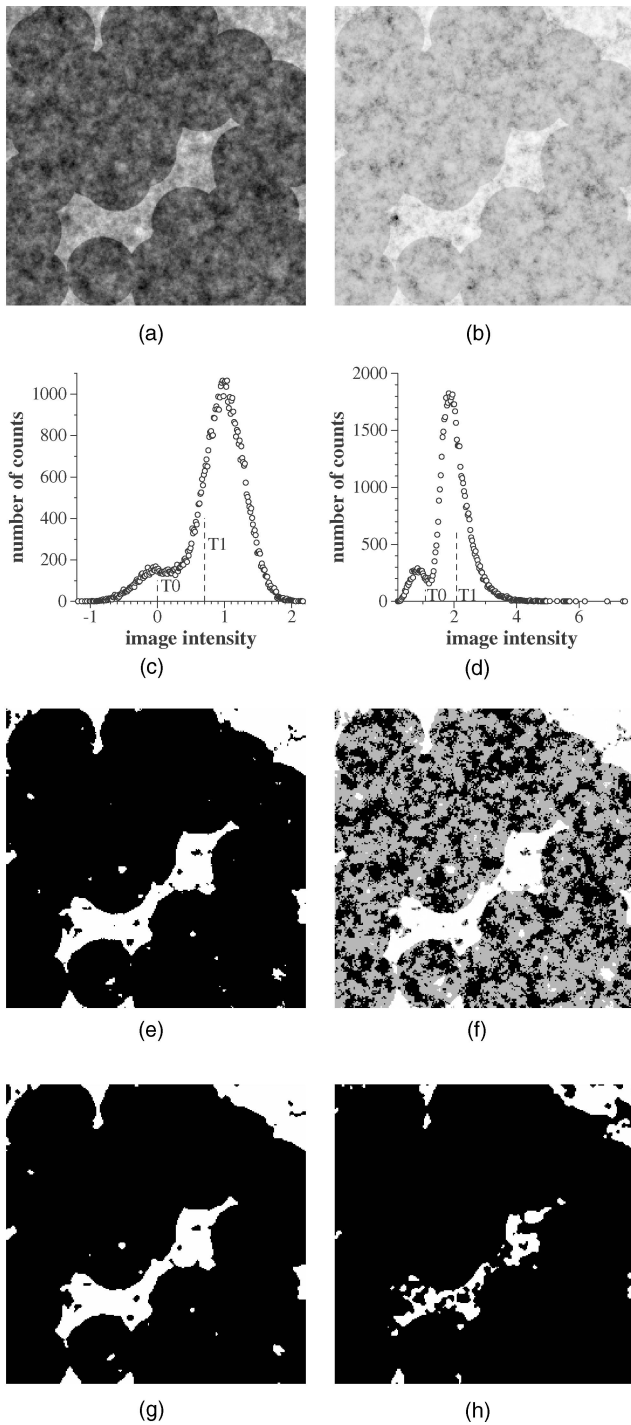 (a)
(b)
number of counts
1000
800
600
400
200
0
T0
T1
-1
0
1
2
image intensity
(c)
number of counts
2000
1500
1000
500
0
T0
T1
2
4
6
image intensity
(d)
(e)
(f)
(g)
(h)